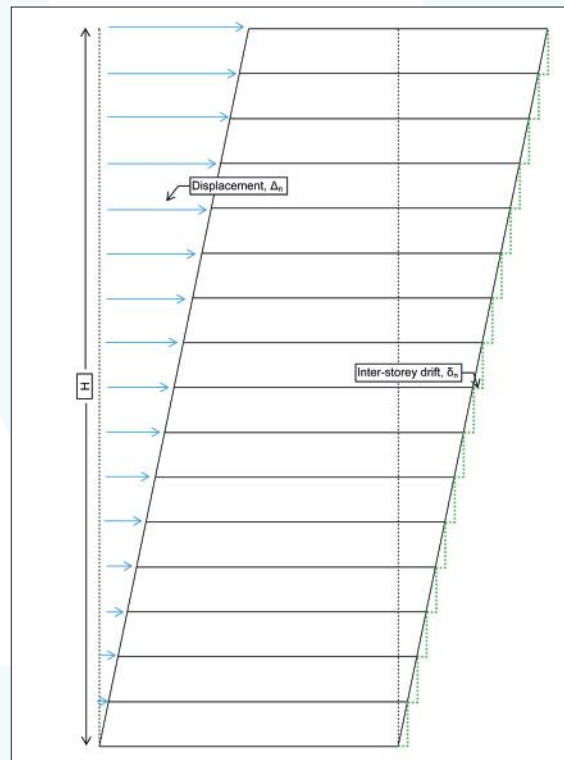 Displacement, Δₙ
Inter-storey drift, δₙ
H